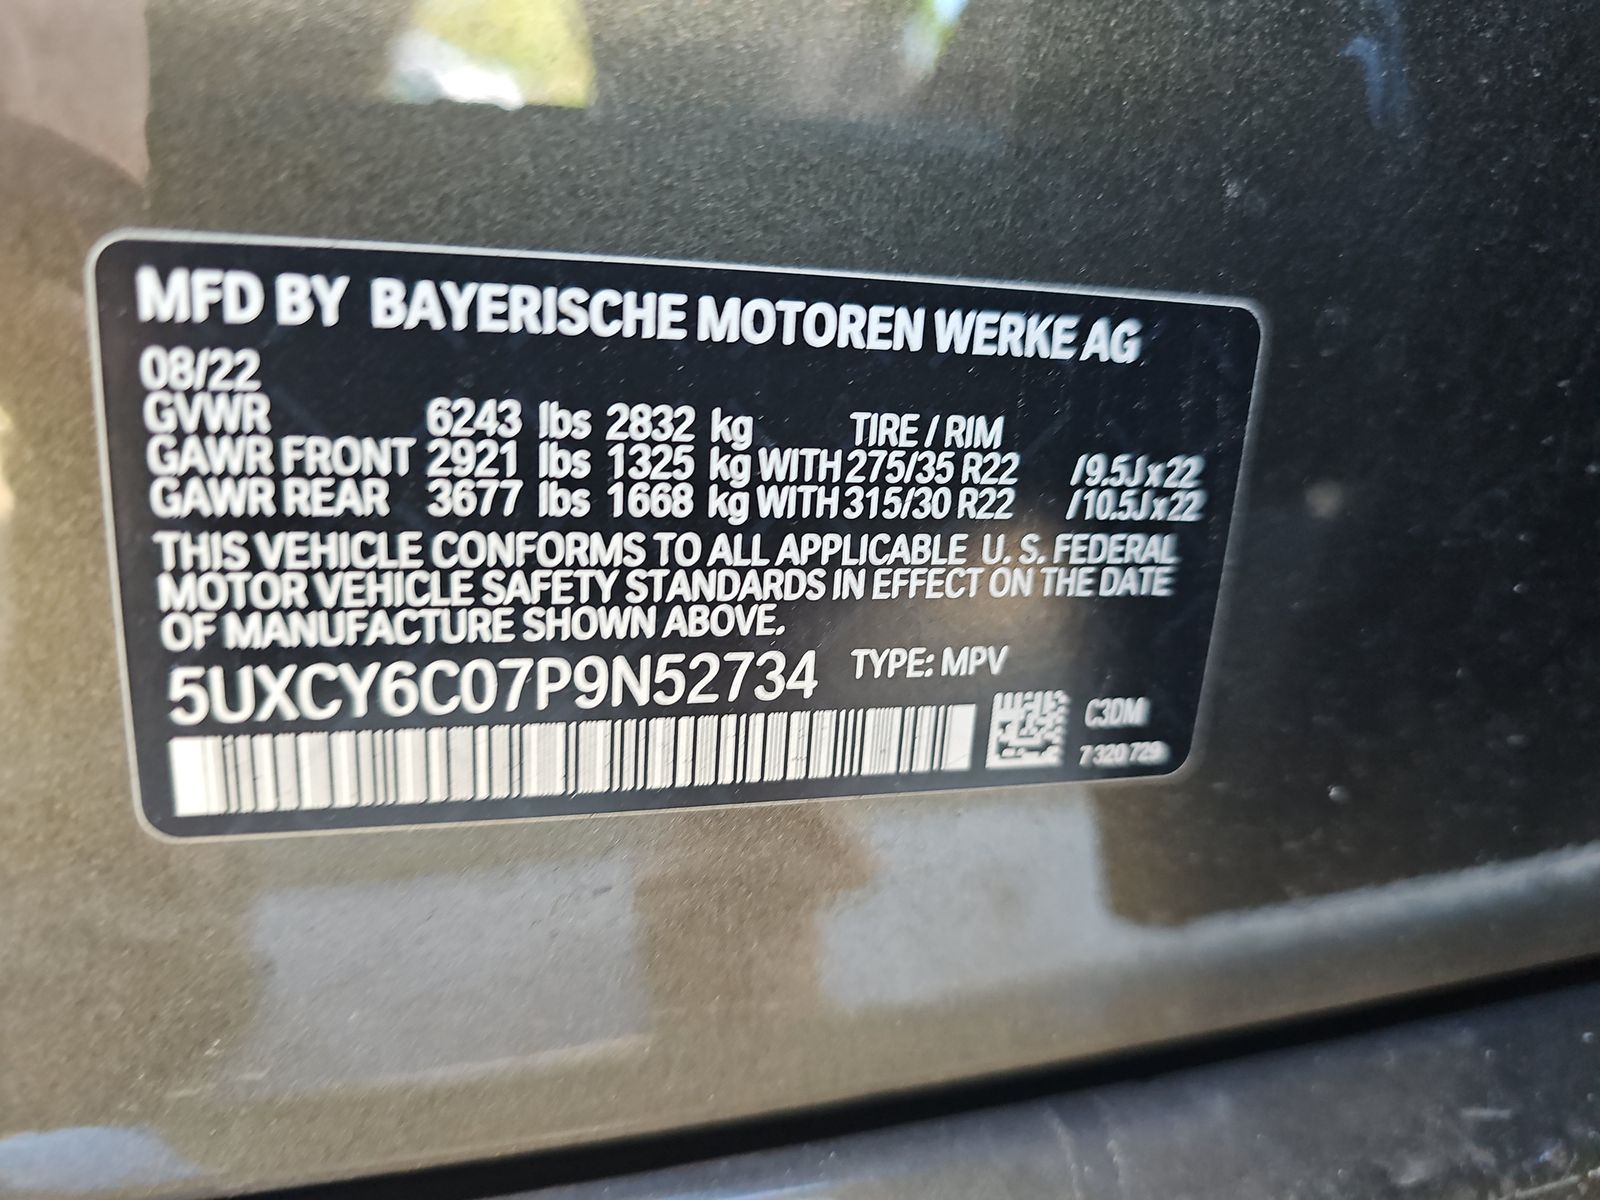 MFD BY BAYERISCHE MOTOREN WERKE AG
08/22
GVWR 6243 lbs 2832 kg TIRE / RIM
GAWR FRONT 2921 lbs 1325 kg WITH 275/35 R22 /9.5Jx22
GAWR REAR 3677 lbs 1668 kg WITH 315/30 R22 /10.5Jx22
THIS VEHICLE CONFORMS TO ALL APPLICABLE U. S. FEDERAL
MOTOR VEHICLE SAFETY STANDARDS IN EFFECT ON THE DATE
OF MANUFACTURE SHOWN ABOVE.
5UXCY6C07P9N52734 TYPE: MPV
C3DM
7 320 729